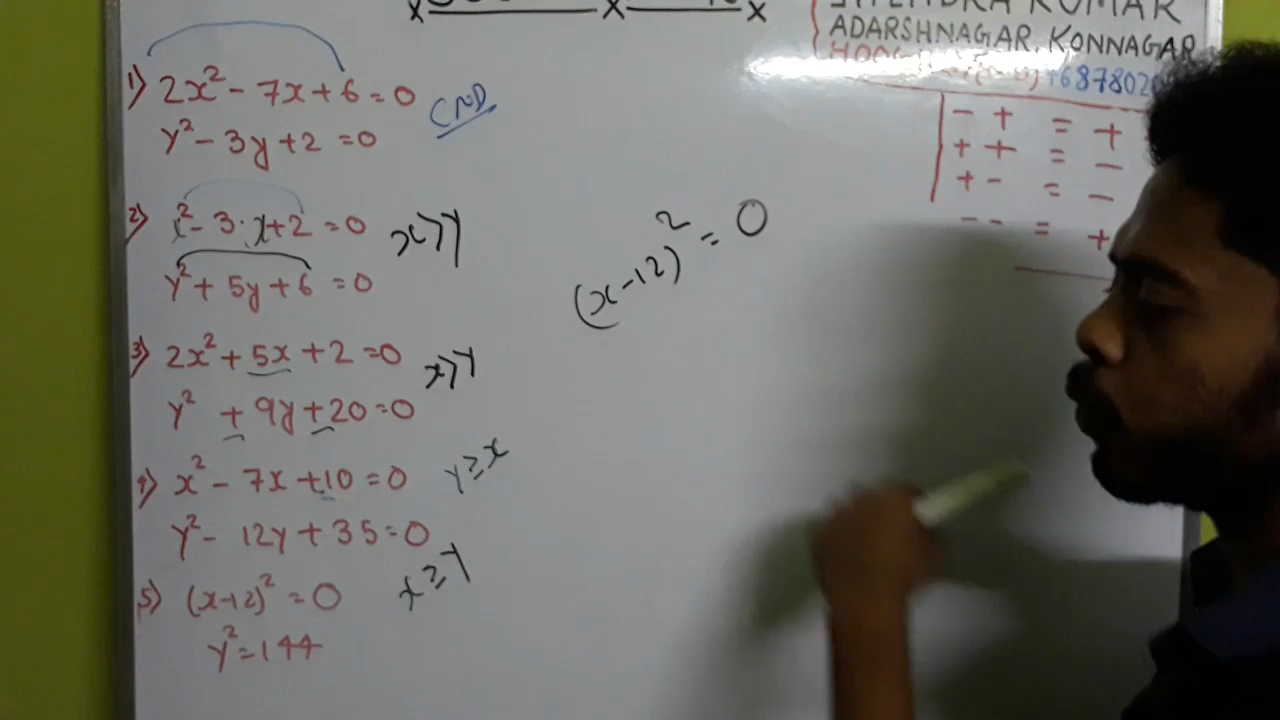 ADARSHNAGAR, KONNAGAR
1) 2x² - 7x + 6 = 0
y² - 3y + 2 = 0
CND
2) x² - 3·x + 2 = 0
y² + 5y + 6 = 0
x > y
3) 2x² + 5x + 2 = 0
y² + 9y + 20 = 0
x > y
4) x² - 7x + 10 = 0
y² - 12y + 35 = 0
y ≥ x
5) (x-12)² = 0
y² = 144
x ≥ y
(x-12)² = 0
- + = +
+ + = -
+ - = -
- - = +